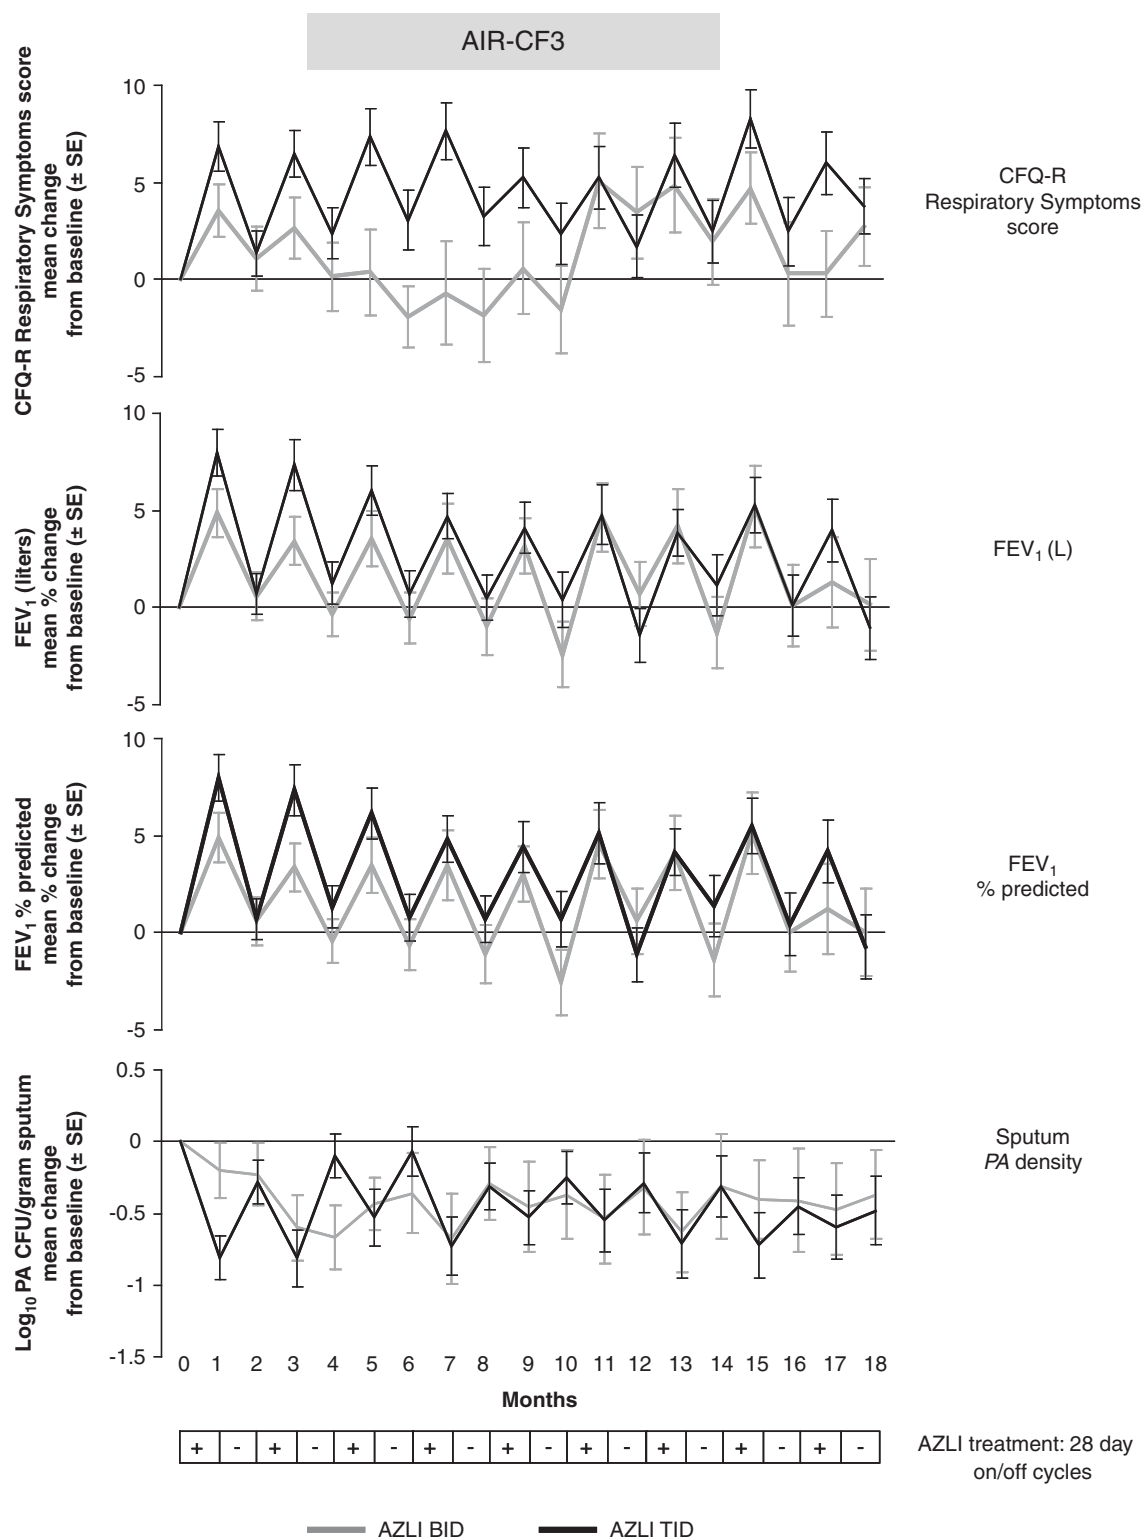 AIR-CF3
CFQ-R Respiratory Symptoms score
mean change
from baseline (± SE)
10
5
0
-5
CFQ-R
Respiratory Symptoms
score
FEV₁ (liters)
mean % change
from baseline (± SE)
10
5
0
-5
FEV₁ (L)
FEV₁ % predicted
mean % change
from baseline (± SE)
10
5
0
-5
FEV₁
% predicted
Log₁₀ PA CFU/gram sputum
mean change
from baseline (± SE)
0.5
0
-0.5
-1
-1.5
Sputum
PA density
0 1 2 3 4 5 6 7 8 9 10 11 12 13 14 15 16 17 18
Months
+ - + - + - + - + - + - + - + - + -
AZLI treatment: 28 day
on/off cycles
AZLI BID AZLI TID